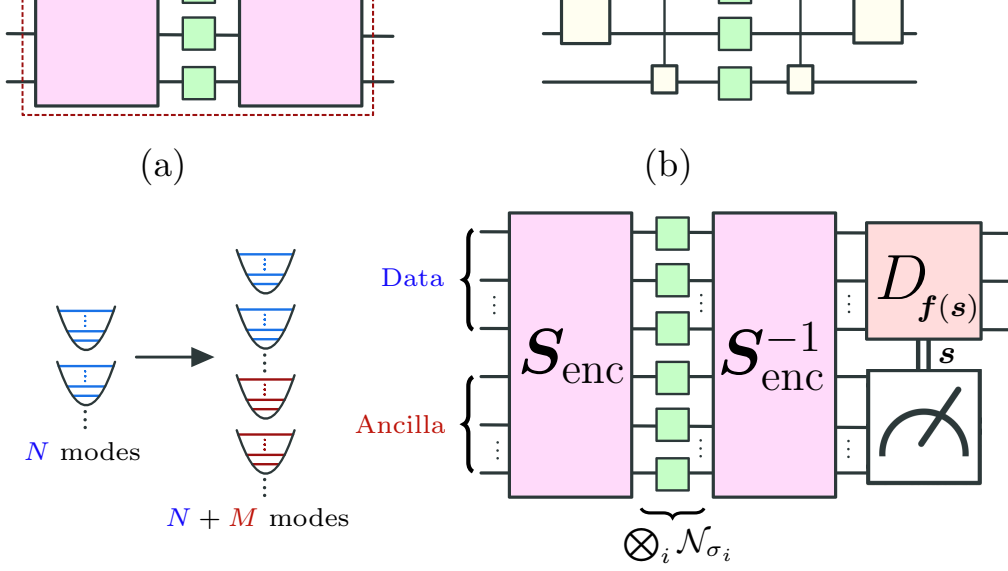 (a)
(b)
Data
Ancilla
⋮
S_enc
S_enc^{-1}
D_{f(s)}
s
N modes
N + M modes
⊗_i 𝒩_{σ_i}